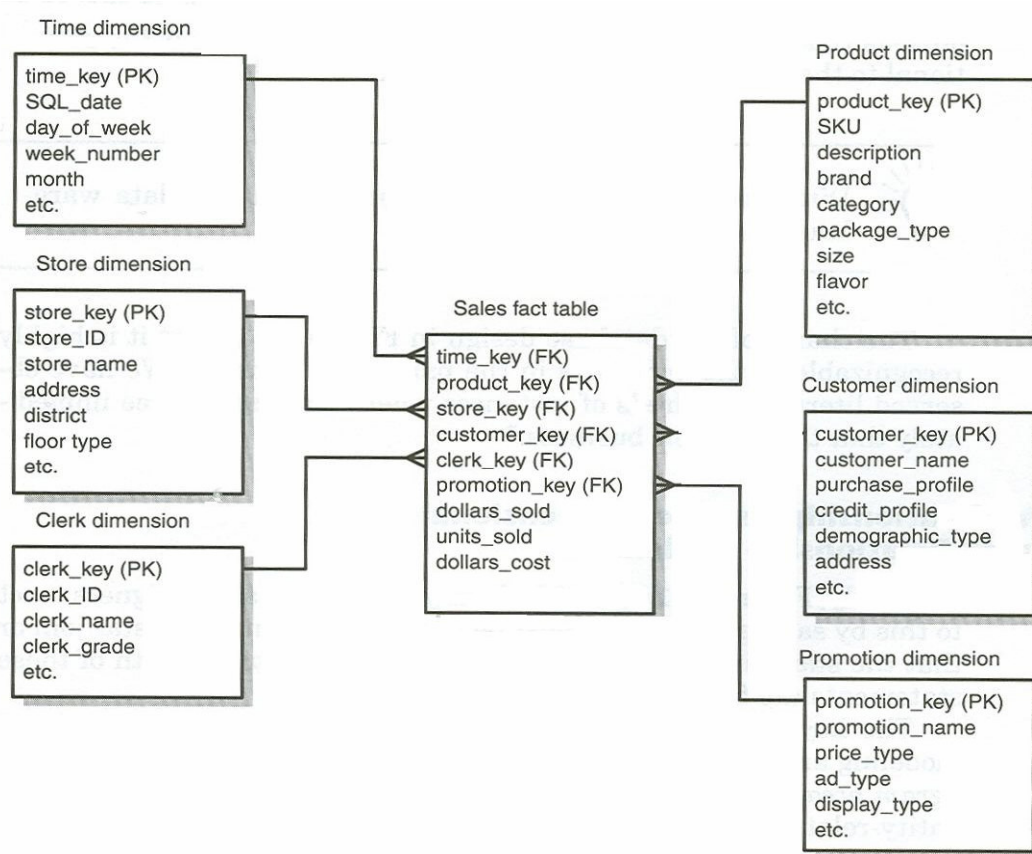 Time dimension
time_key (PK)
SQL_date
day_of_week
week_number
month
etc.
Store dimension
store_key (PK)
store_ID
store_name
address
district
floor type
etc.
Clerk dimension
clerk_key (PK)
clerk_ID
clerk_name
clerk_grade
etc.
Sales fact table
time_key (FK)
product_key (FK)
store_key (FK)
customer_key (FK)
clerk_key (FK)
promotion_key (FK)
dollars_sold
units_sold
dollars_cost
Product dimension
product_key (PK)
SKU
description
brand
category
package_type
size
flavor
etc.
Customer dimension
customer_key (PK)
customer_name
purchase_profile
credit_profile
demographic_type
address
etc.
Promotion dimension
promotion_key (PK)
promotion_name
price_type
ad_type
display_type
etc.